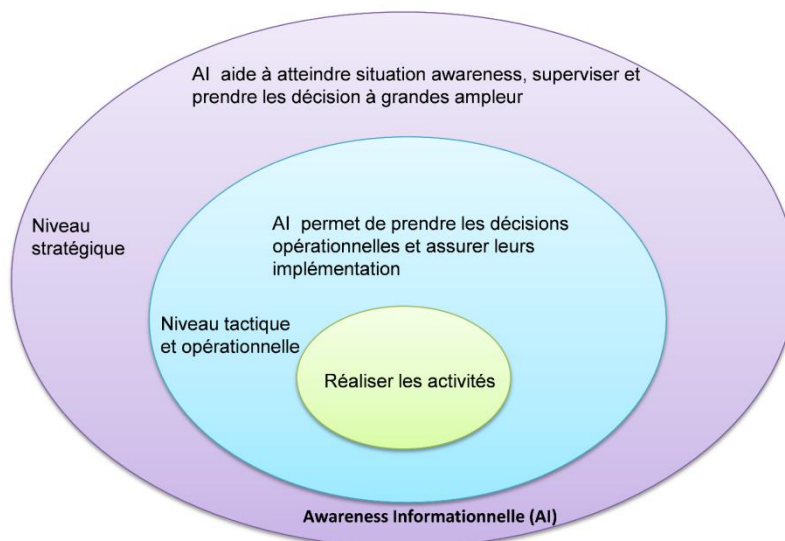 AI aide à atteindre situation awareness, superviser et
prendre les décision à grandes ampleur
Niveau
stratégique
AI permet de prendre les décisions
opérationnelles et assurer leurs
implémentation
Niveau tactique
et opérationnelle
Réaliser les activités
Awareness Informationnelle (AI)